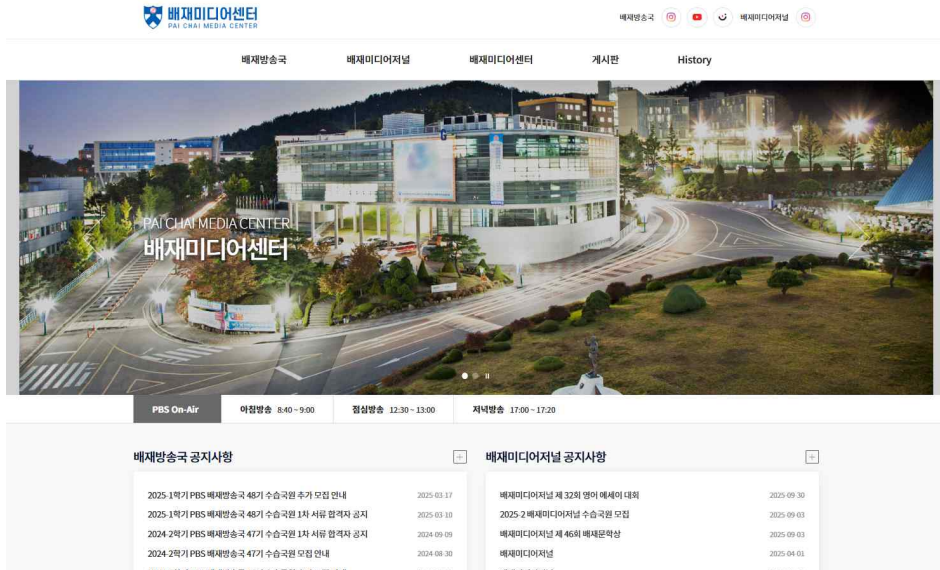 배재미디어센터
PAI CHAI MEDIA CENTER
배재방송국
배재미디어저널
배재방송국 배재미디어저널 배재미디어센터 게시판 History
PAI CHAI MEDIA CENTER
배재미디어센터
PBS On-Air 아침방송 8:40 ~ 9:00 점심방송 12:30 ~ 13:00 저녁방송 17:00 ~ 17:20
배재방송국 공지사항
2025-1학기 PBS 배재방송국 48기 수습국원 추가 모집 안내 2025-03-17
2025-1학기 PBS 배재방송국 48기 수습국원 1차 서류 합격자 공지 2025-03-10
2024-2학기 PBS 배재방송국 47기 수습국원 1차 서류 합격자 공지 2024-09-09
2024-2학기 PBS 배재방송국 47기 수습국원 모집 안내 2024-08-30
배재미디어저널 공지사항
배재미디어저널 제 32회 영어 에세이 대회 2025-09-30
2025-2 배재미디어저널 수습국원 모집 2025-09-03
배재미디어저널 제 46회 배재문학상 2025-09-03
배재미디어저널 2025-04-01